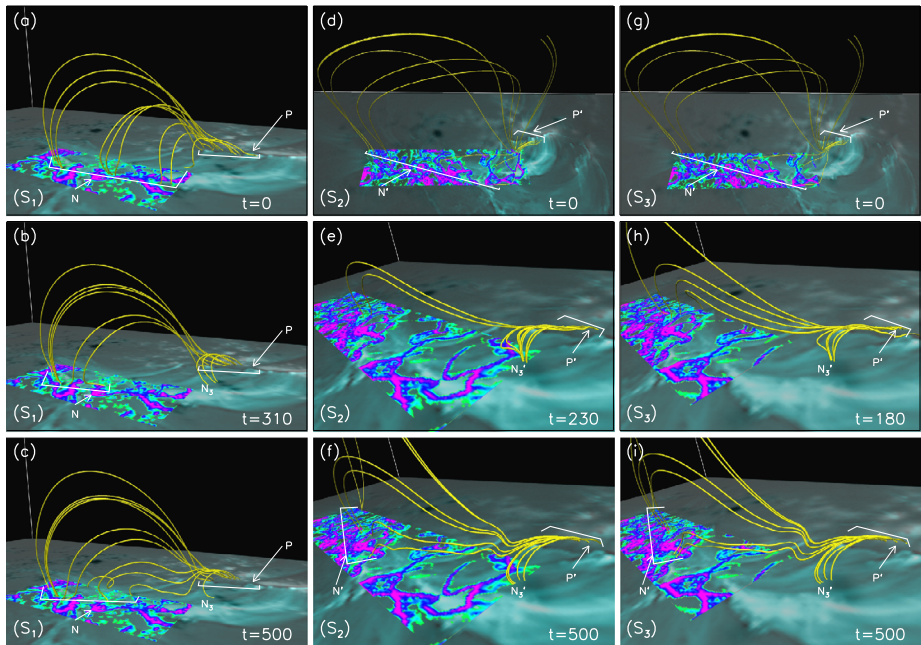 (a)
P
N
(S1)
t=0
(d)
P'
N'
(S2)
t=0
(g)
P'
N'
(S3)
t=0
(b)
P
N3
N
(S1)
t=310
(e)
P'
N3'
(S2)
t=230
(h)
P'
N3'
(S3)
t=180
(c)
P
N3
N
(S1)
t=500
(f)
P'
N'
N3'
(S2)
t=500
(i)
P'
N'
N3'
(S3)
t=500